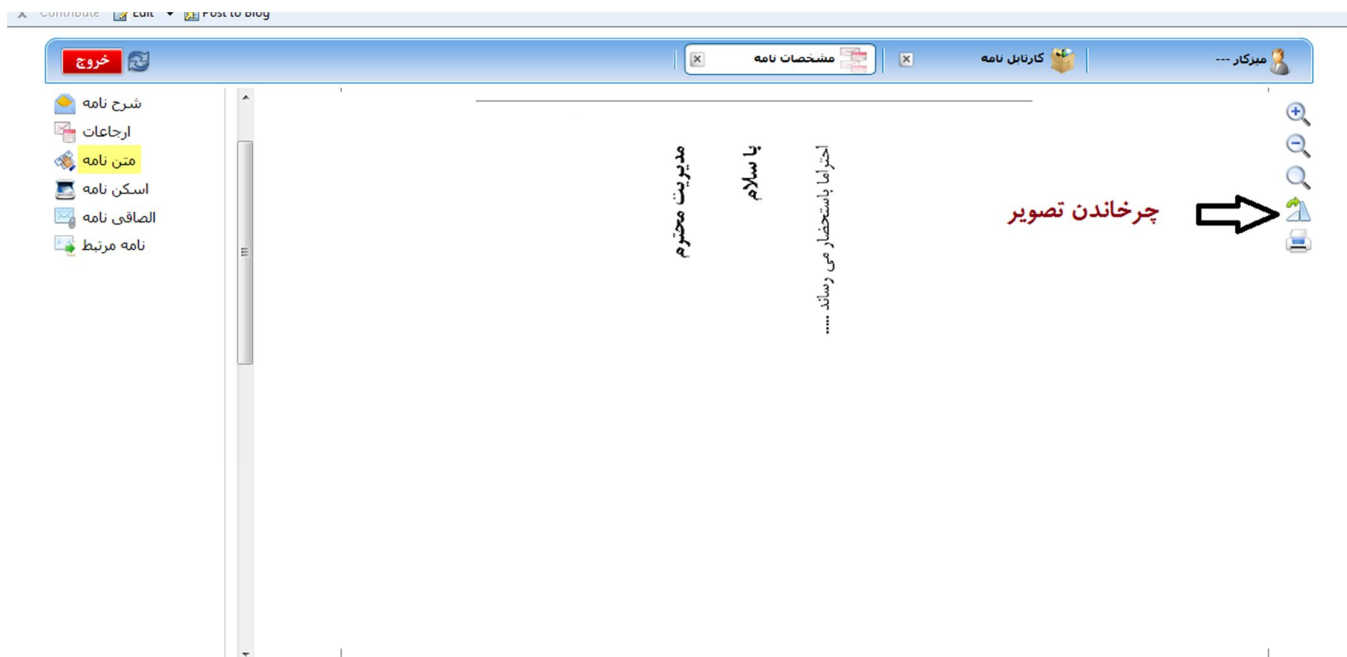 Contribute Edit Post to Blog
میزکار ---
کارتابل نامه
مشخصات نامه
خروج
شرح نامه
ارجاعات
متن نامه
اسکن نامه
الصاقی نامه
نامه مرتبط
چرخاندن تصویر
مدیریت محترم
با سلام
احتراما باستحضار می رساند .....